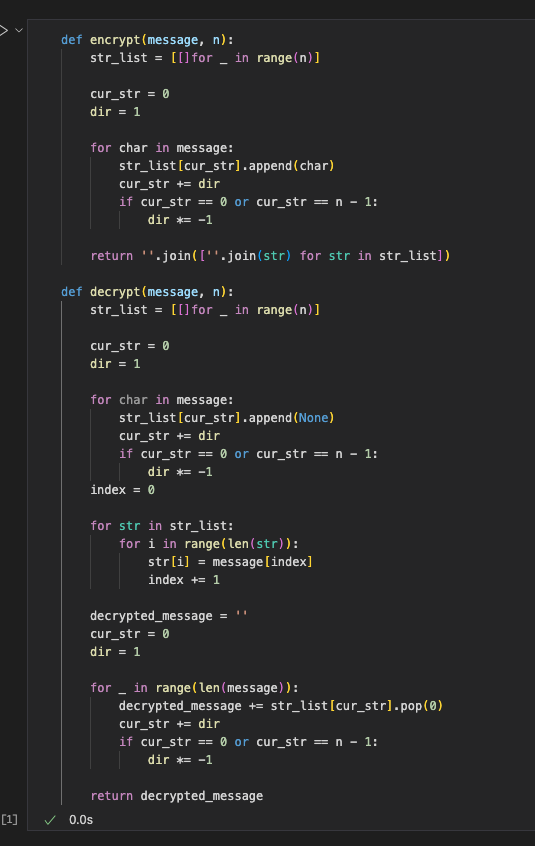 def encrypt(message, n):
    str_list = [[]for _ in range(n)]

    cur_str = 0
    dir = 1

    for char in message:
        str_list[cur_str].append(char)
        cur_str += dir
        if cur_str == 0 or cur_str == n - 1:
            dir *= -1

    return ''.join([''.join(str) for str in str_list])

def decrypt(message, n):
    str_list = [[]for _ in range(n)]

    cur_str = 0
    dir = 1

    for char in message:
        str_list[cur_str].append(None)
        cur_str += dir
        if cur_str == 0 or cur_str == n - 1:
            dir *= -1
    index = 0

    for str in str_list:
        for i in range(len(str)):
            str[i] = message[index]
            index += 1

    decrypted_message = ''
    cur_str = 0
    dir = 1

    for _ in range(len(message)):
        decrypted_message += str_list[cur_str].pop(0)
        cur_str += dir
        if cur_str == 0 or cur_str == n - 1:
            dir *= -1

    return decrypted_message
[1] ✓ 0.0s